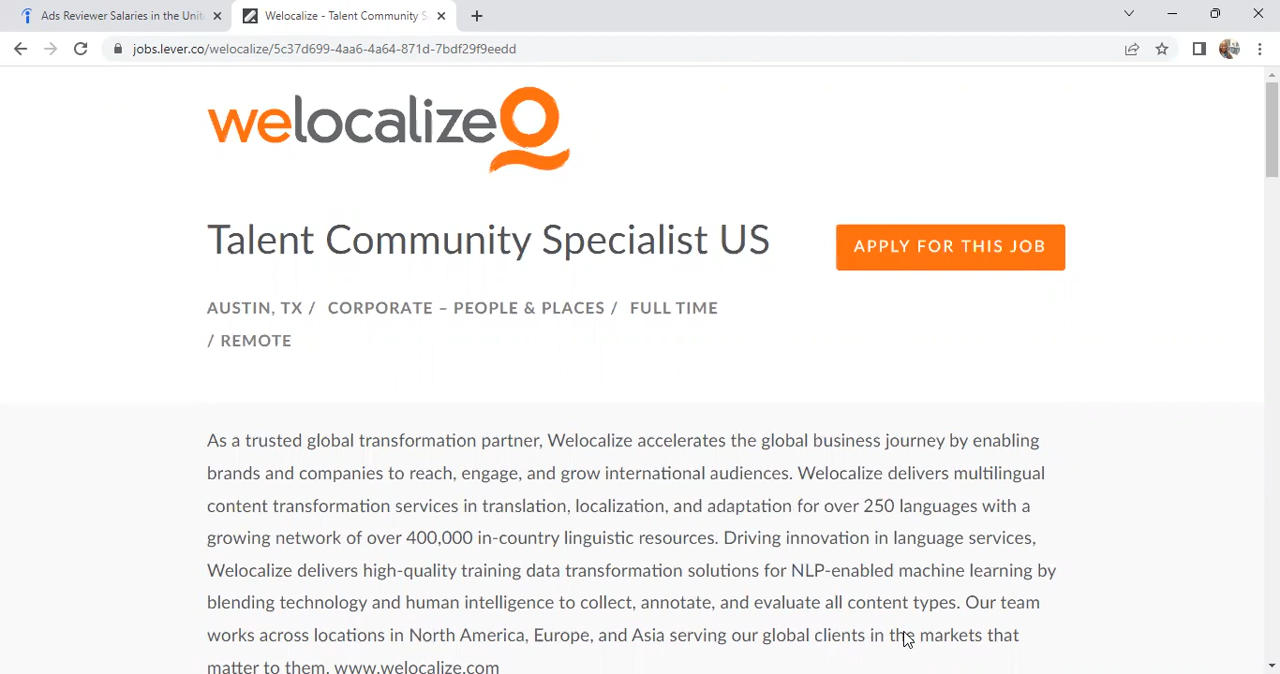 Ads Reviewer Salaries in the Unit
Welocalize - Talent Community S
jobs.lever.co/welocalize/5c37d699-4aa6-4a64-871d-7bdf29f9eedd
welocalize
Talent Community Specialist US
APPLY FOR THIS JOB
AUSTIN, TX / CORPORATE – PEOPLE & PLACES / FULL TIME
/ REMOTE
As a trusted global transformation partner, Welocalize accelerates the global business journey by enabling
brands and companies to reach, engage, and grow international audiences. Welocalize delivers multilingual
content transformation services in translation, localization, and adaptation for over 250 languages with a
growing network of over 400,000 in-country linguistic resources. Driving innovation in language services,
Welocalize delivers high-quality training data transformation solutions for NLP-enabled machine learning by
blending technology and human intelligence to collect, annotate, and evaluate all content types. Our team
works across locations in North America, Europe, and Asia serving our global clients in the markets that
matter to them. www.welocalize.com